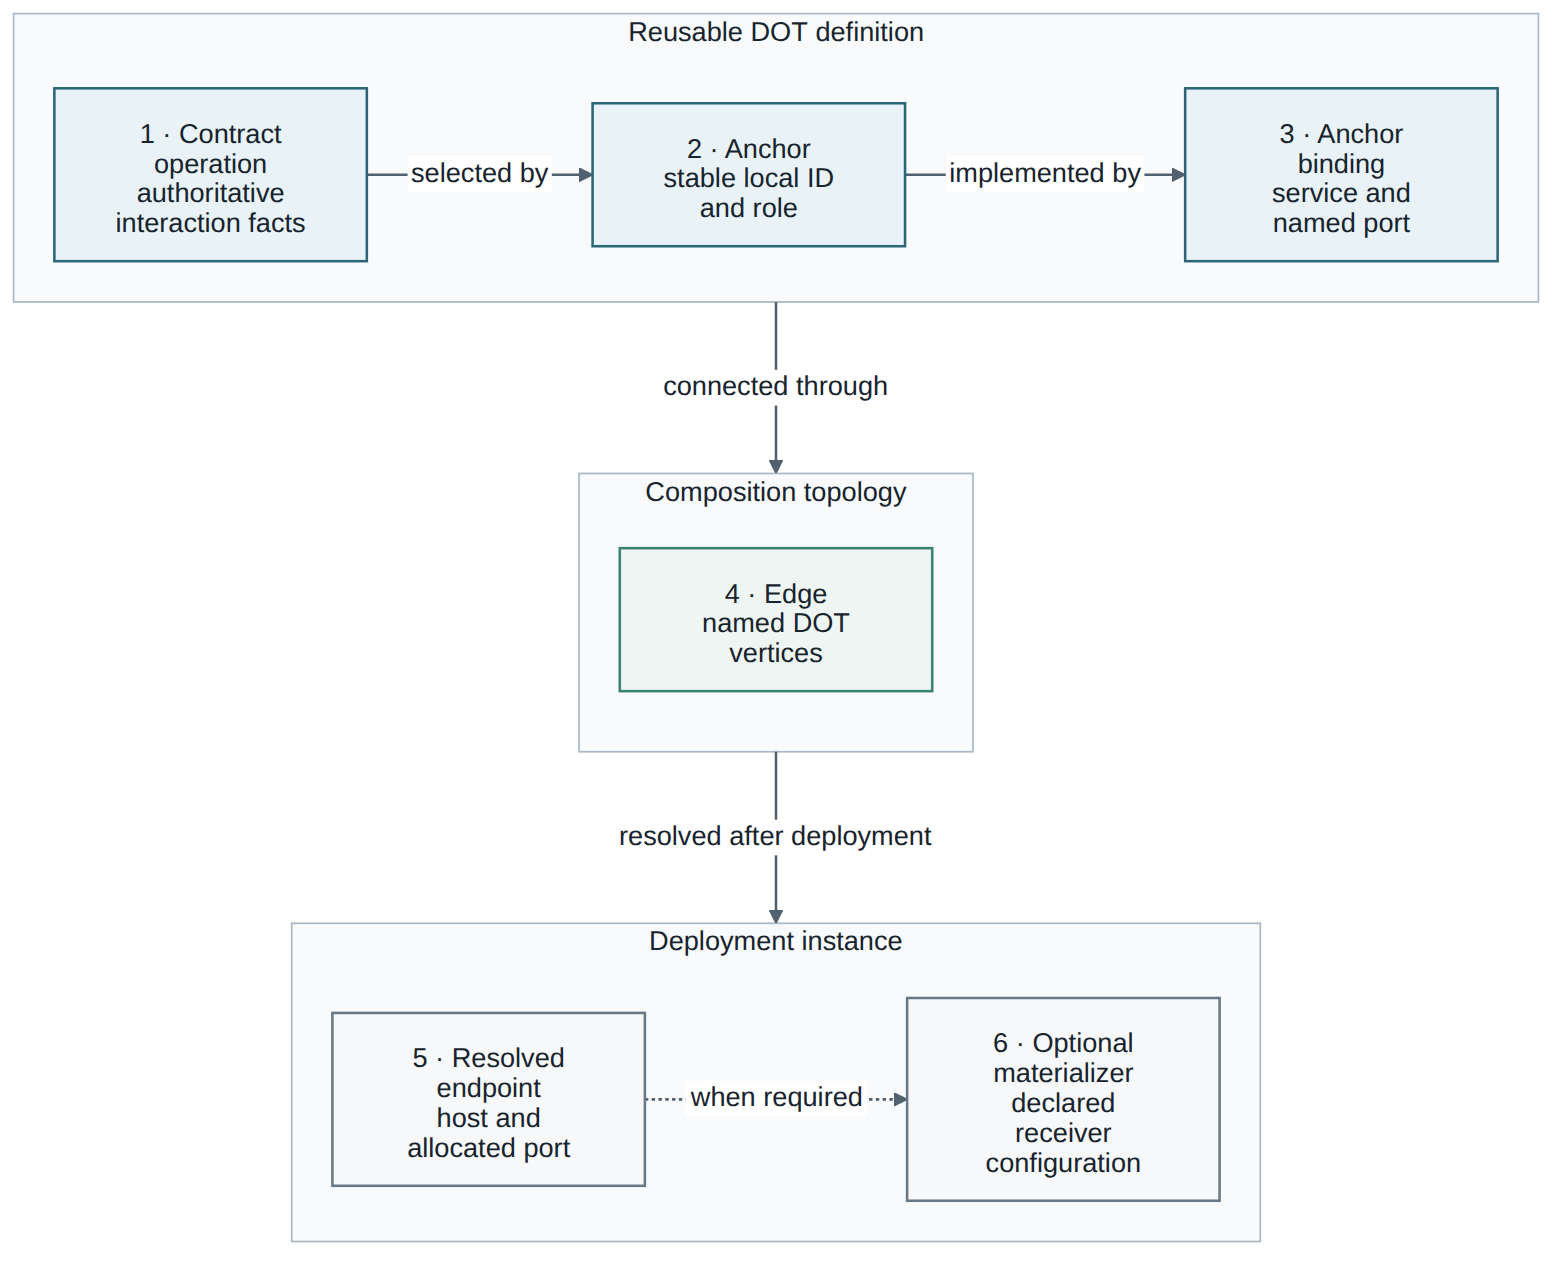 Reusable DOT definition
1 · Contract
operation
authoritative
interaction facts
selected by
2 · Anchor
stable local ID
and role
implemented by
3 · Anchor
binding
service and
named port
connected through
Composition topology
4 · Edge
named DOT
vertices
resolved after deployment
Deployment instance
5 · Resolved
endpoint
host and
allocated port
when required
6 · Optional
materializer
declared
receiver
configuration